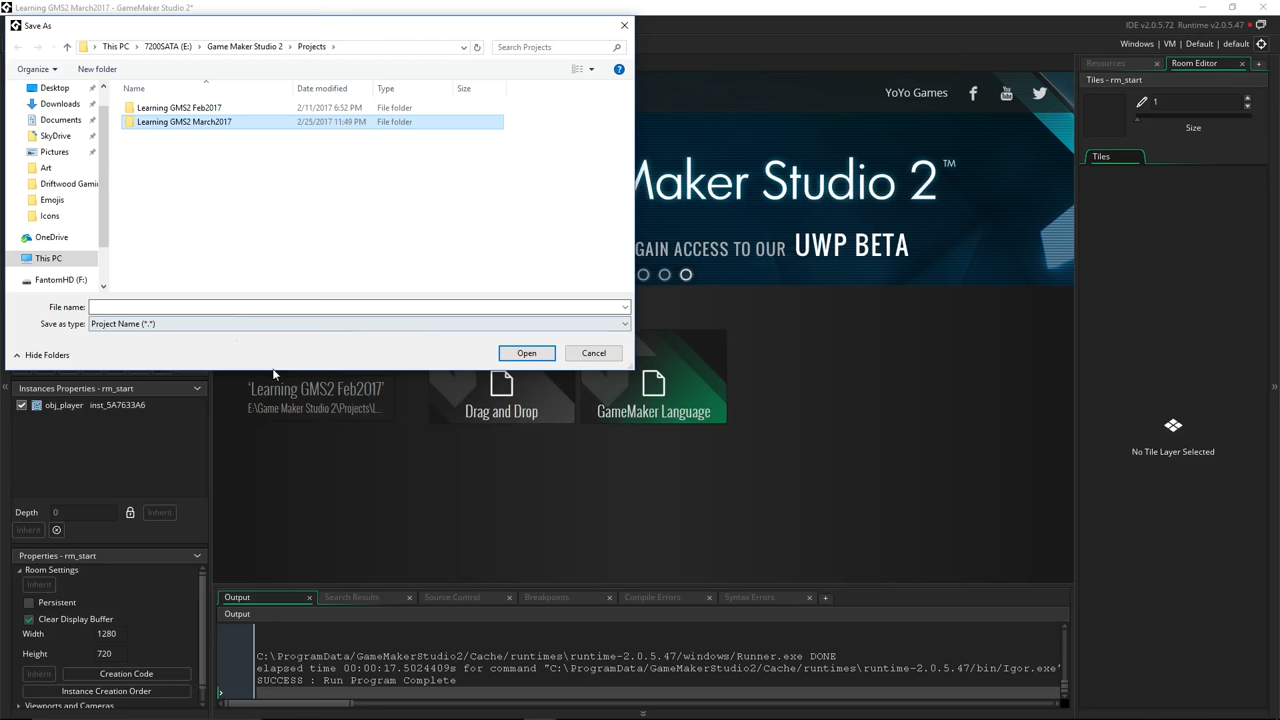 Learning GMS2 March2017 - GameMaker Studio 2*
Save As
IDE v2.0.5.72 Runtime v2.0.5.47
This PC > 7200SATA (E:) > Game Maker Studio 2 > Projects >
Search Projects
Windows | VM | Default | default
Organize
New folder
Resources
Room Editor
Tiles - rm_start
Name
Date modified
Type
Size
Desktop
Downloads
Documents
SkyDrive
Pictures
Art
Driftwood Gami
Emojis
Icons
OneDrive
This PC
FantomHD (F:)
Learning GMS2 Feb2017
2/11/2017 6:52 PM
File folder
Learning GMS2 March2017
2/25/2017 11:49 PM
File folder
YoYo Games
1
Size
Tiles
Maker Studio 2™
GAIN ACCESS TO OUR UWP BETA
File name:
Save as type: Project Name (*.*)
Hide Folders
Open
Cancel
Instances Properties - rm_start
obj_player inst_5A7633A6
'Learning GMS2 Feb2017'
E:\Game Maker Studio 2\Projects\L...
Drag and Drop
GameMaker Language
No Tile Layer Selected
Depth 0
Inherit
Inherit
Properties - rm_start
Room Settings
Inherit
Persistent
Clear Display Buffer
Width 1280
Height 720
Inherit
Creation Code
Instance Creation Order
Viewports and Cameras
Output
Search Results
Source Control
Breakpoints
Compile Errors
Syntax Errors
Output
C:\ProgramData/GameMakerStudio2/Cache/runtimes\runtime-2.0.5.47/windows/Runner.exe DONE
elapsed time 00:00:17.5024409s for command "C:\ProgramData/GameMakerStudio2/Cache/runtimes\runtime-2.0.5.47/bin/Igor.exe'
SUCCESS : Run Program Complete